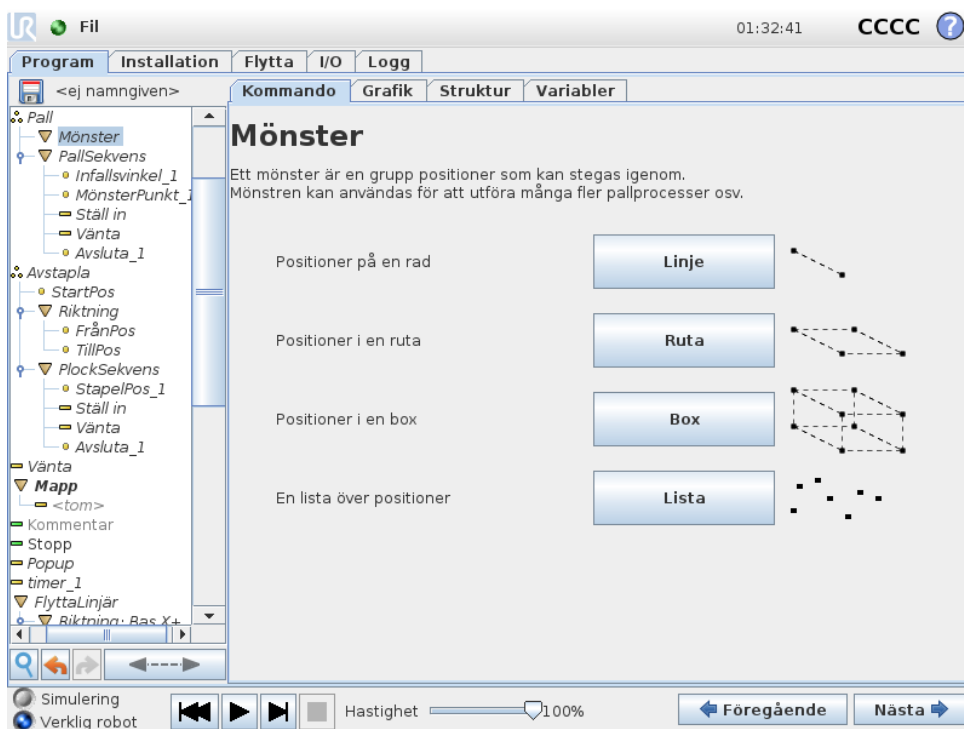 UR Fil 01:32:41 CCCC ?
Program Installation Flytta I/O Logg
<ej namngiven>
Kommando Grafik Struktur Variabler
Pall
Mönster
PallSekvens
Infallsvinkel_1
MönsterPunkt_1
Ställ in
Vänta
Avsluta_1
Avstapla
StartPos
Riktning
FrånPos
TillPos
PlockSekvens
StapelPos_1
Ställ in
Vänta
Avsluta_1
Vänta
Mapp
<tom>
Kommentar
Stopp
Popup
timer_1
FlyttaLinjär
Riktning: Bas X+
Mönster
Ett mönster är en grupp positioner som kan stegas igenom.
Mönstren kan användas för att utföra många fler pallprocesser osv.
Positioner på en rad Linje
Positioner i en ruta Ruta
Positioner i en box Box
En lista över positioner Lista
Simulering
Verklig robot
Hastighet 100%
Föregående Nästa